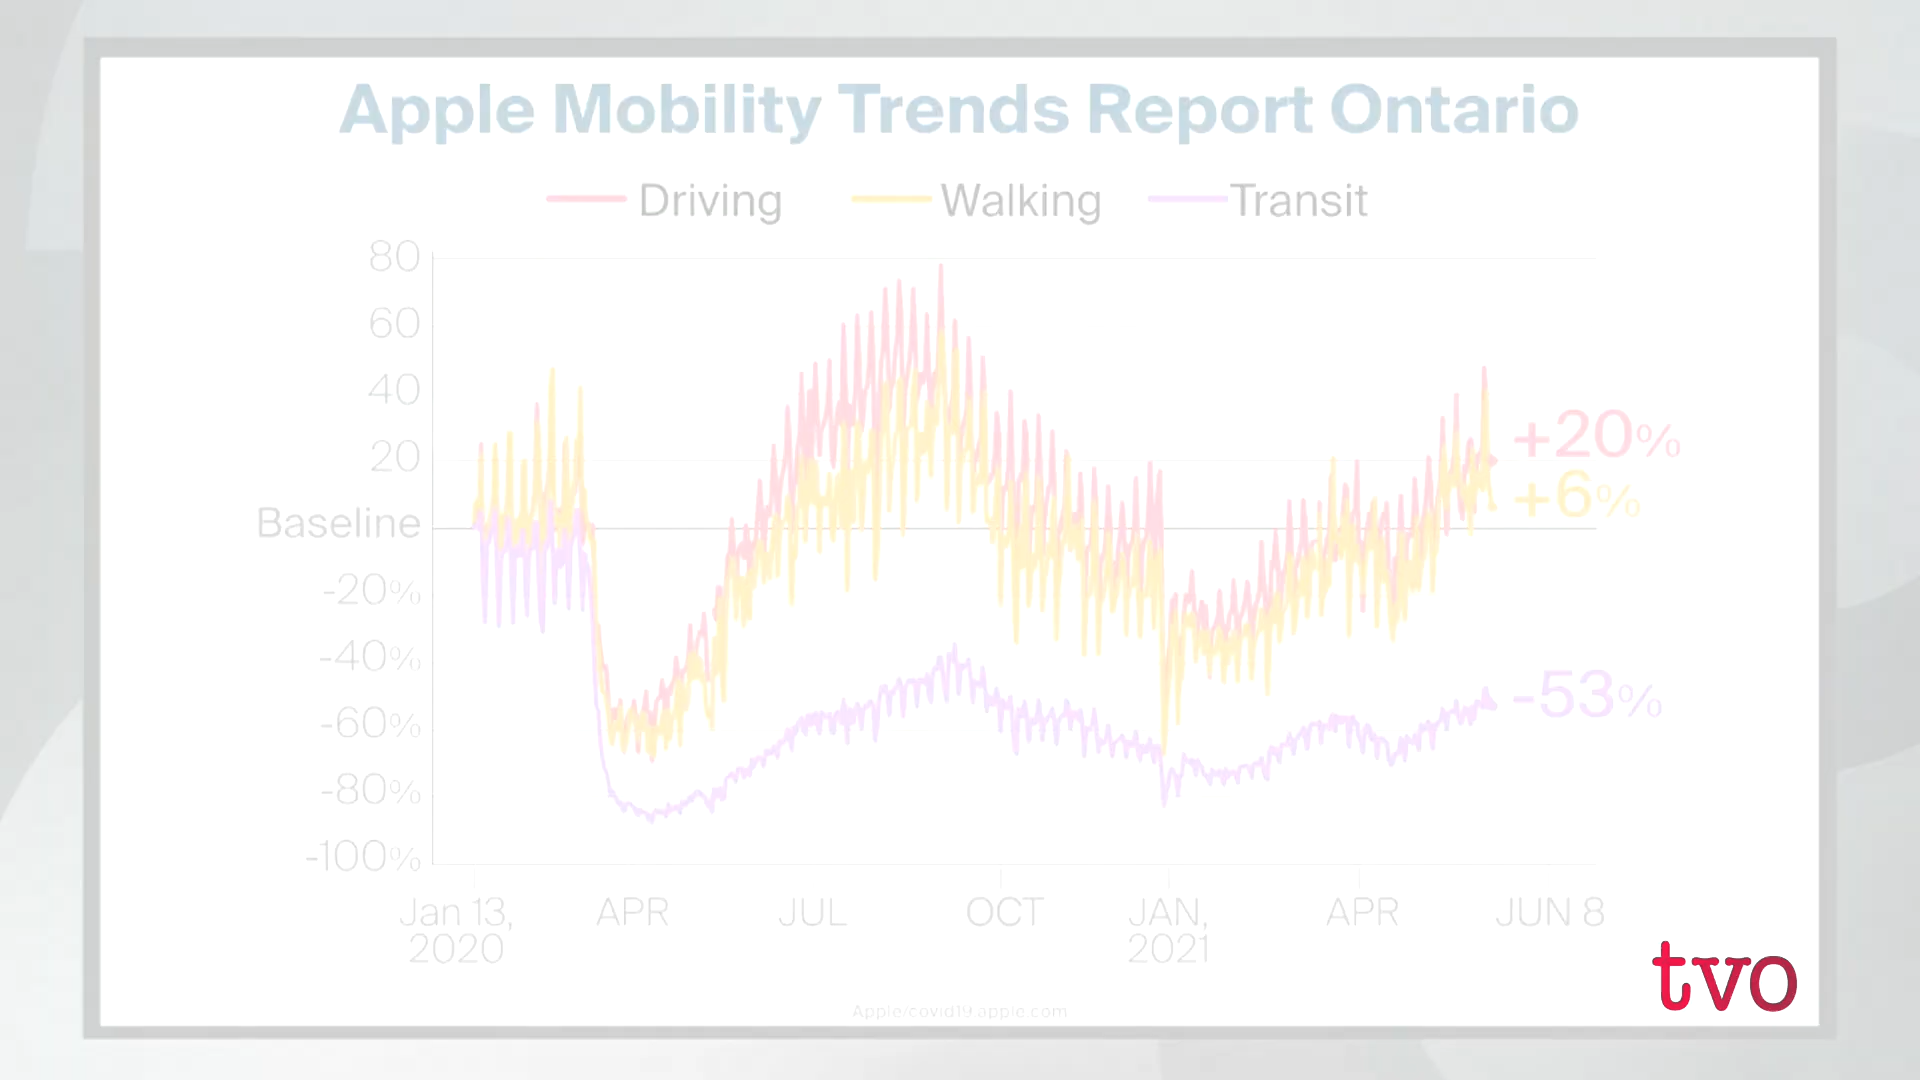 Apple Mobility Trends Report Ontario
Driving Walking Transit
80
60
40
20
Baseline
-20%
-40%
-60%
-80%
-100%
+20%
+6%
-53%
Jan 13, 2020
APR
JUL
OCT
JAN, 2021
APR
JUN 8
Apple/covid19.apple.com
tvo